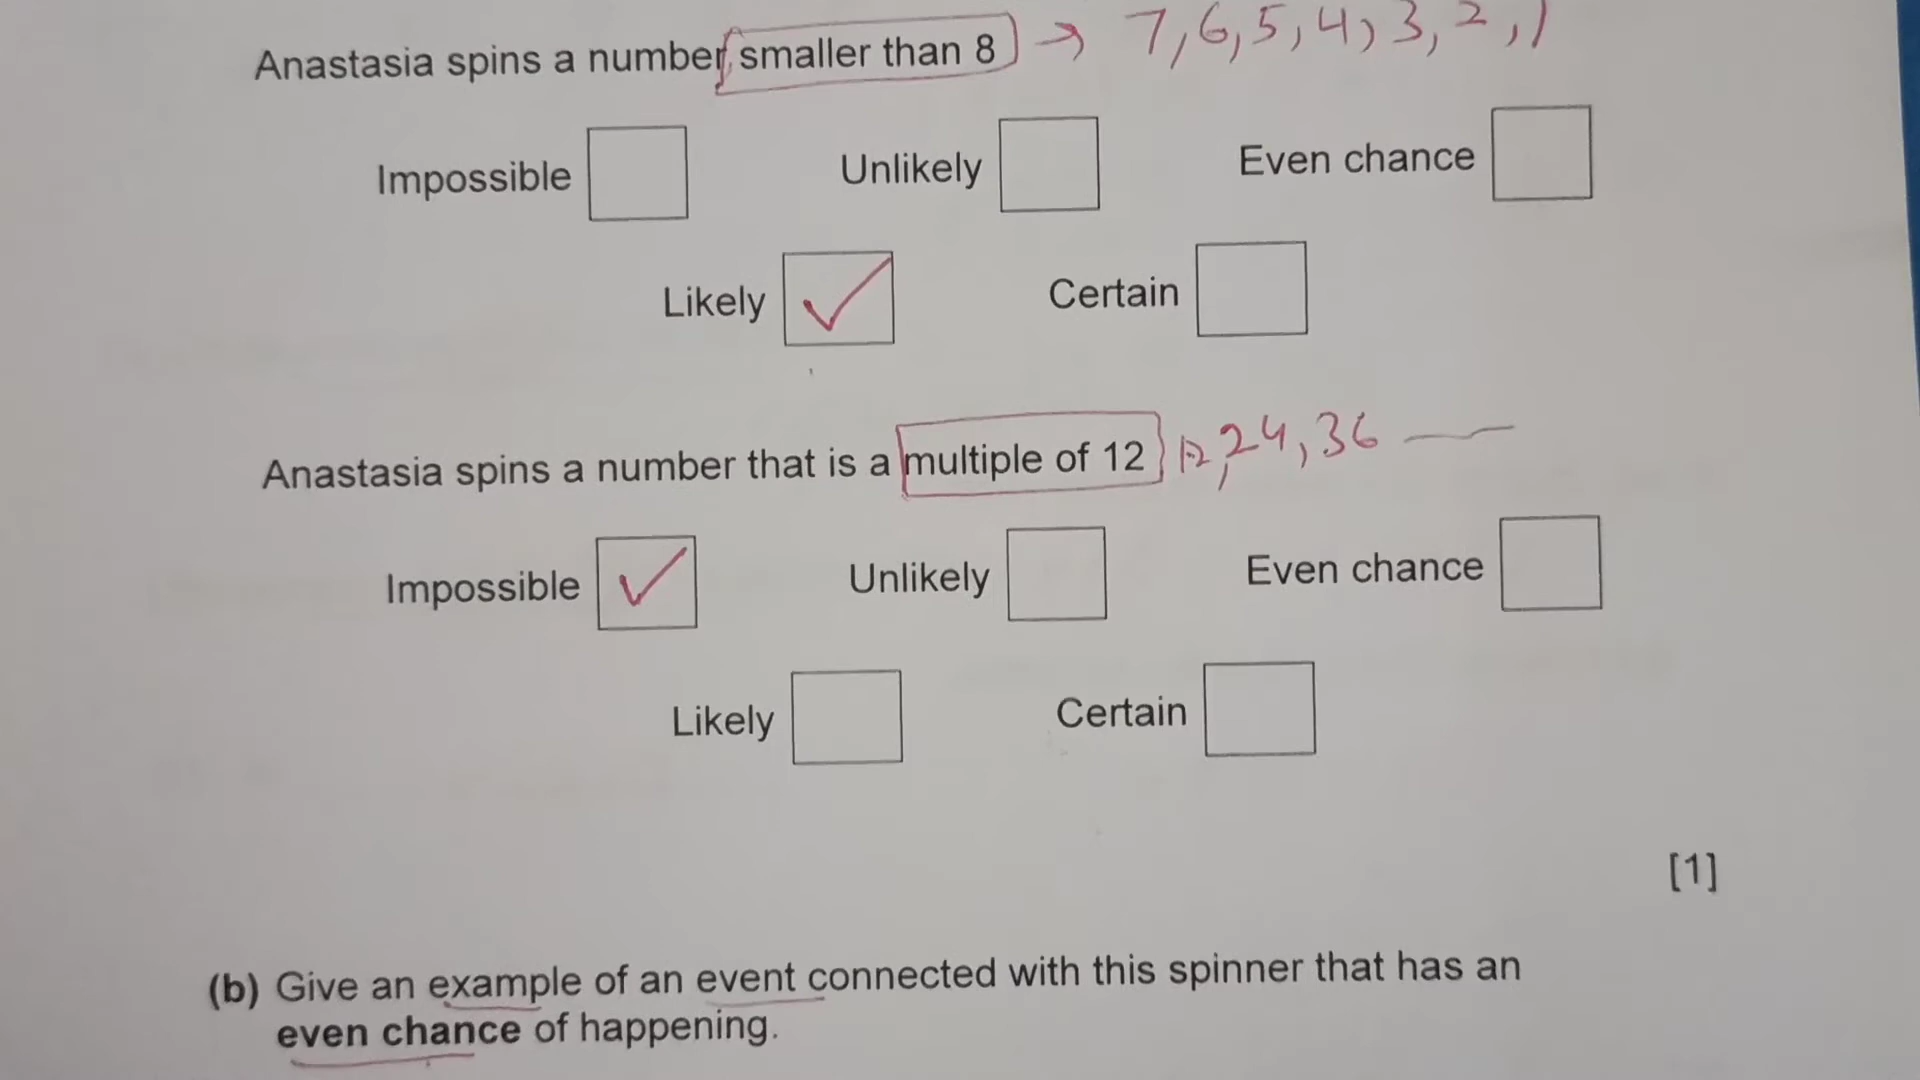 Anastasia spins a number smaller than 8 → 7, 6, 5, 4, 3, 2, 1
Impossible Unlikely Even chance
Likely ✓ Certain
Anastasia spins a number that is a multiple of 12 12, 24, 36 —
Impossible ✓ Unlikely Even chance
Likely Certain
[1]
(b) Give an example of an event connected with this spinner that has an
even chance of happening.